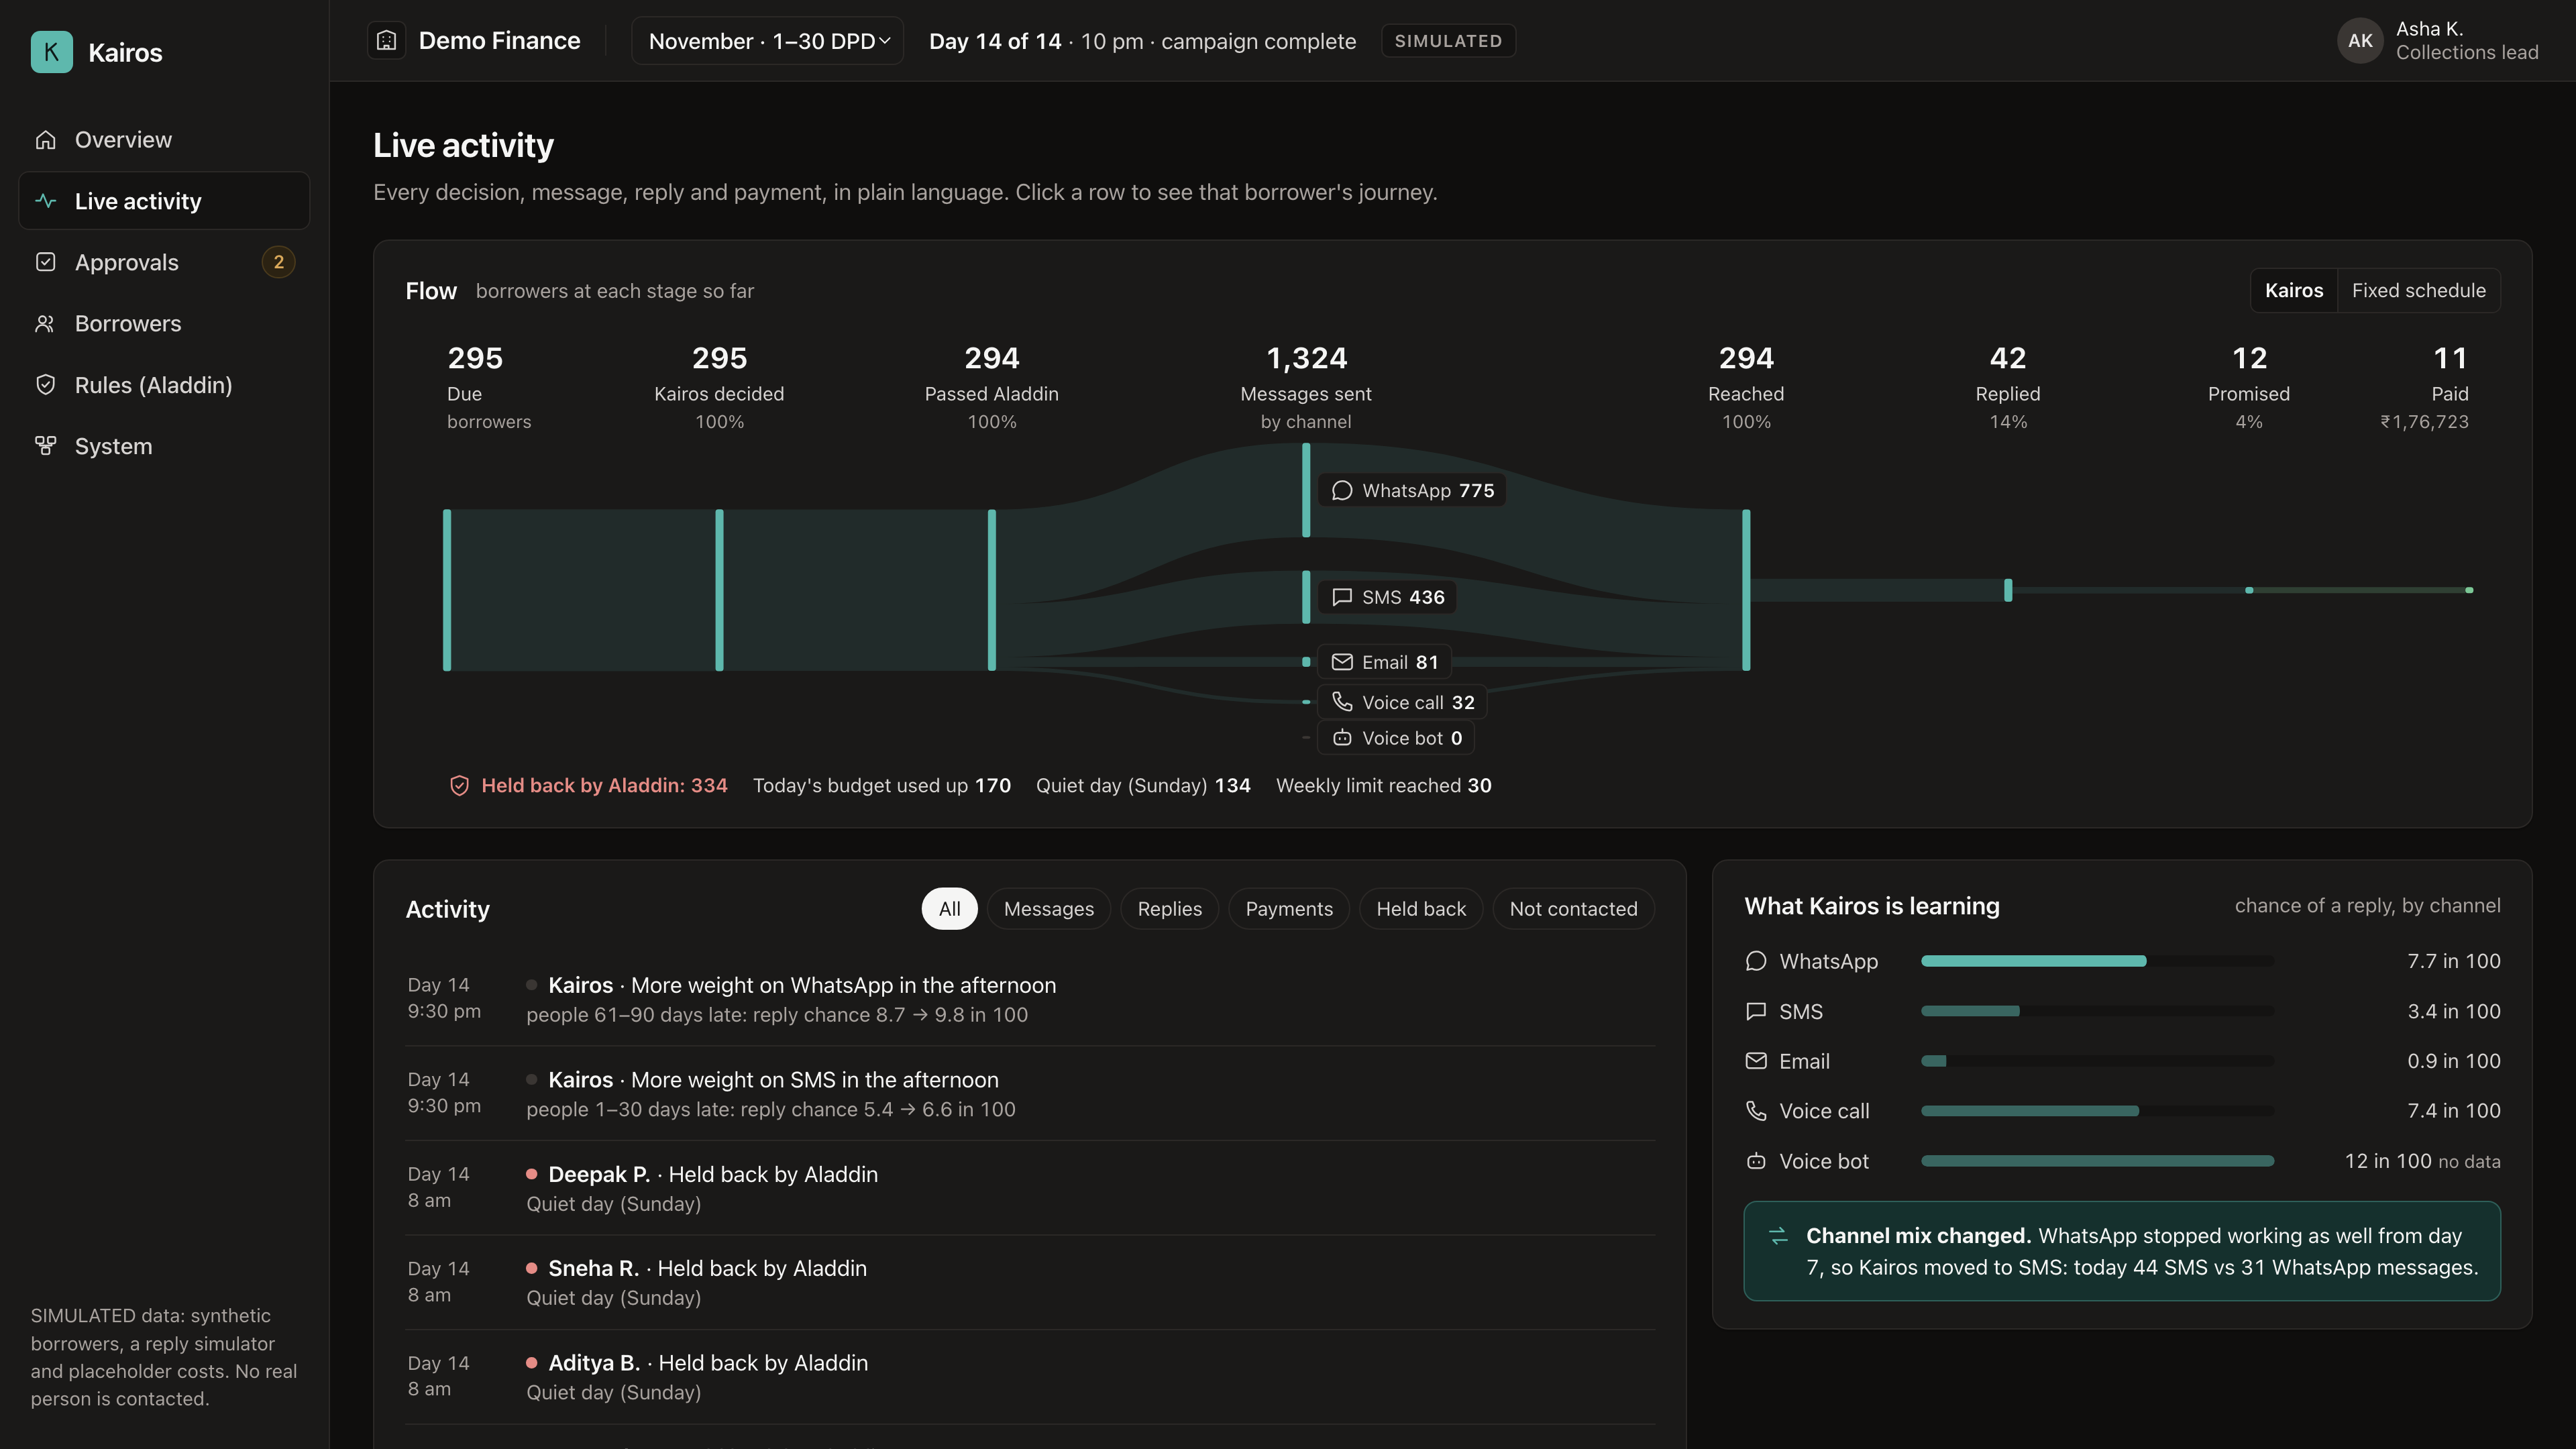 K Kairos
Overview
Live activity
Approvals 2
Borrowers
Rules (Aladdin)
System
SIMULATED data: synthetic
borrowers, a reply simulator
and placeholder costs. No real
person is contacted.
Demo Finance
November · 1–30 DPD
Day 14 of 14 · 10 pm · campaign complete
SIMULATED
AK
Asha K.
Collections lead
Live activity
Every decision, message, reply and payment, in plain language. Click a row to see that borrower's journey.
Flow borrowers at each stage so far
Kairos Fixed schedule
295
Due
borrowers
295
Kairos decided
100%
294
Passed Aladdin
100%
1,324
Messages sent
by channel
294
Reached
100%
42
Replied
14%
12
Promised
4%
11
Paid
₹1,76,723
WhatsApp 775
SMS 436
Email 81
Voice call 32
Voice bot 0
Held back by Aladdin: 334 Today's budget used up 170 Quiet day (Sunday) 134 Weekly limit reached 30
Activity
All Messages Replies Payments Held back Not contacted
Day 14
9:30 pm
Kairos · More weight on WhatsApp in the afternoon
people 61–90 days late: reply chance 8.7 → 9.8 in 100
Day 14
9:30 pm
Kairos · More weight on SMS in the afternoon
people 1–30 days late: reply chance 5.4 → 6.6 in 100
Day 14
8 am
Deepak P. · Held back by Aladdin
Quiet day (Sunday)
Day 14
8 am
Sneha R. · Held back by Aladdin
Quiet day (Sunday)
Day 14
8 am
Aditya B. · Held back by Aladdin
Quiet day (Sunday)
What Kairos is learning chance of a reply, by channel
WhatsApp 7.7 in 100
SMS 3.4 in 100
Email 0.9 in 100
Voice call 7.4 in 100
Voice bot 12 in 100 no data
Channel mix changed. WhatsApp stopped working as well from day
7, so Kairos moved to SMS: today 44 SMS vs 31 WhatsApp messages.